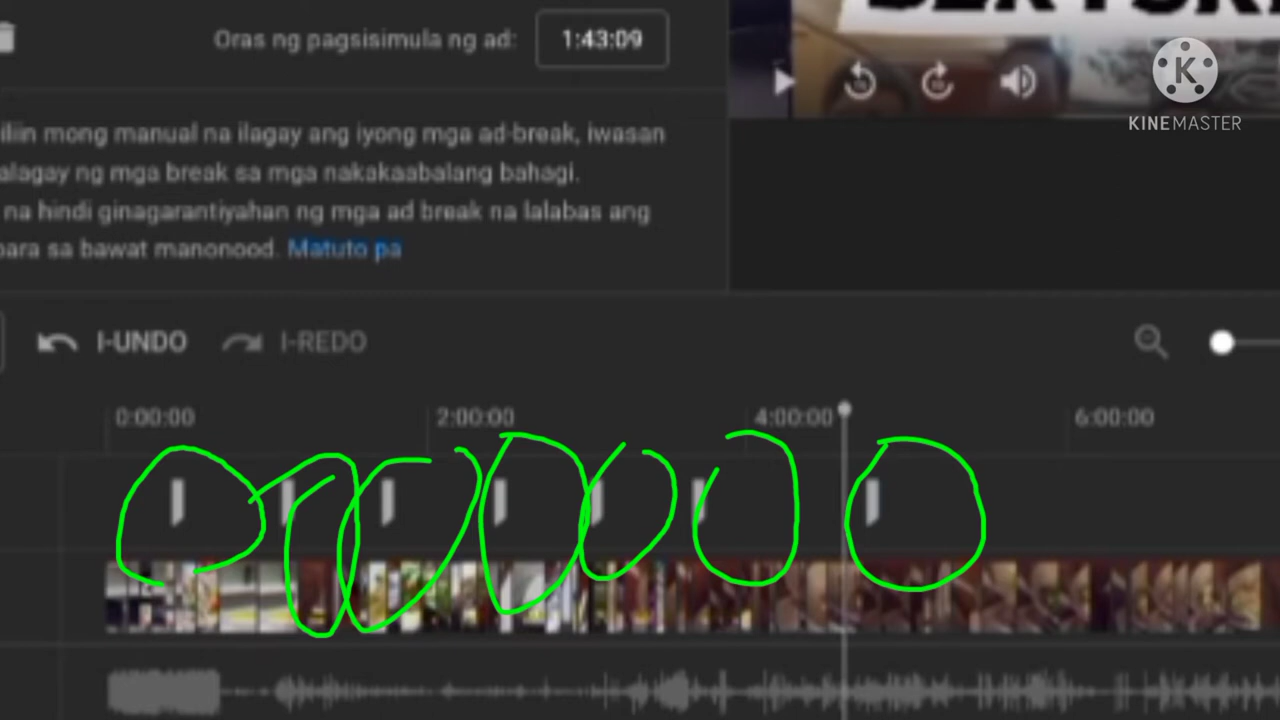 Oras ng pagsisimula ng ad: 1:43:09
K
KINEMASTER
iliin mong manual na ilagay ang iyong mga ad-break, iwasan
alagay ng mga break sa mga nakakaabalang bahagi.
na hindi ginagarantiyahan ng mga ad break na lalabas ang
para sa bawat manonood. Matuto pa
I-UNDO I-REDO
0:00:00 2:00:00 4:00:00 6:00:00